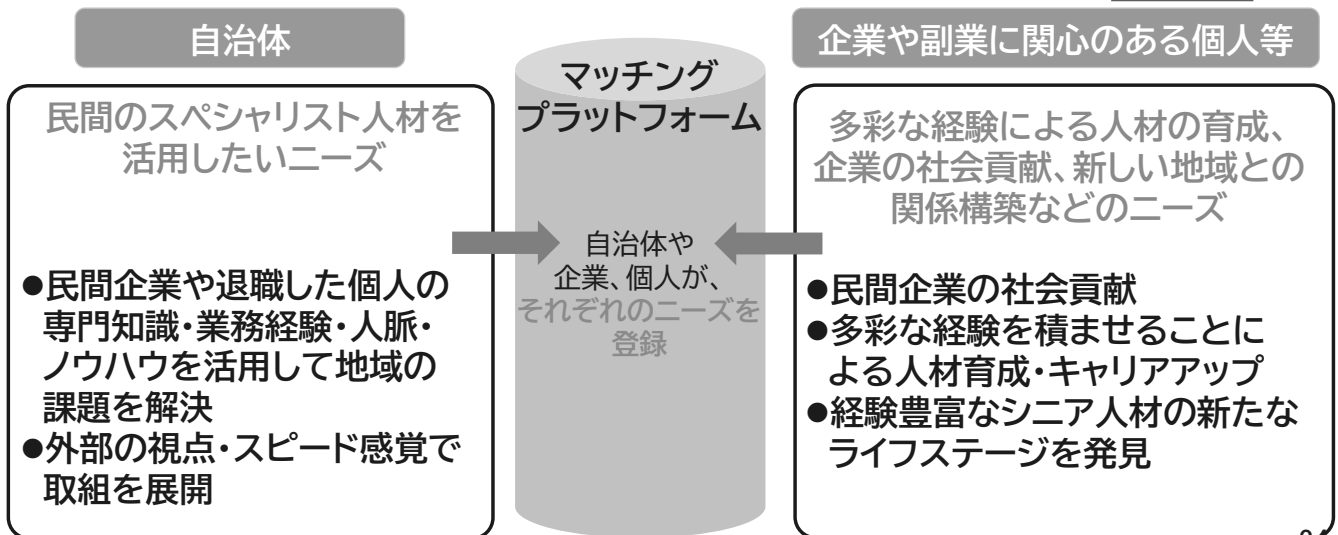 自治体
民間のスペシャリスト人材を
活用したいニーズ
●民間企業や退職した個人の
専門知識・業務経験・人脈・
ノウハウを活用して地域の
課題を解決
●外部の視点・スピード感覚で
取組を展開
マッチング
プラットフォーム
自治体や
企業、個人が、
それぞれのニーズを
登録
企業や副業に関心のある個人等
多彩な経験による人材の育成、
企業の社会貢献、新しい地域との
関係構築などのニーズ
●民間企業の社会貢献
●多彩な経験を積ませることに
よる人材育成・キャリアアップ
●経験豊富なシニア人材の新たな
ライフステージを発見